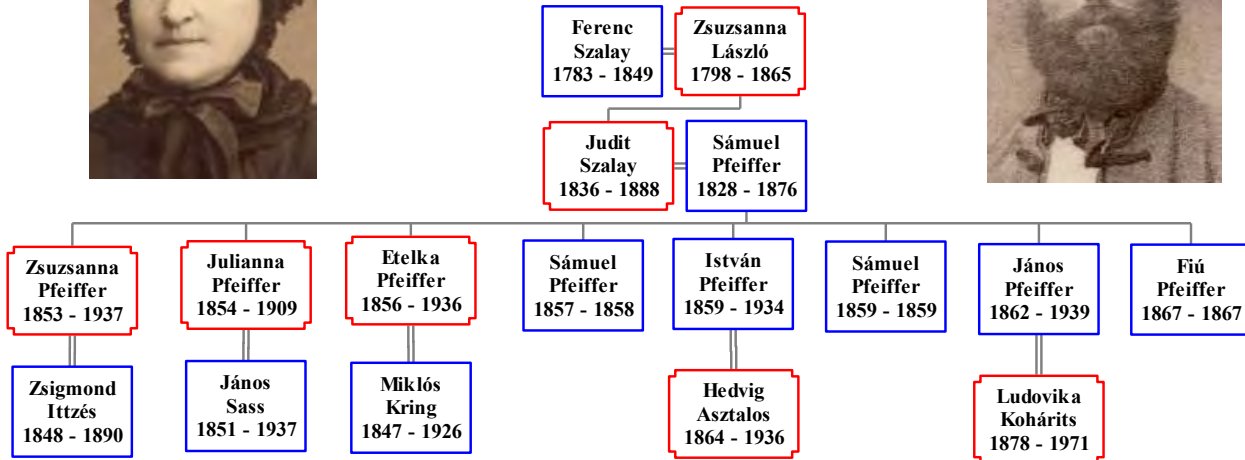 Ferenc
Szalay
1783 - 1849
Zsuzsanna
László
1798 - 1865
Judit
Szalay
1836 - 1888
Sámuel
Pfeiffer
1828 - 1876
Zsuzsanna
Pfeiffer
1853 - 1937
Julianna
Pfeiffer
1854 - 1909
Etelka
Pfeiffer
1856 - 1936
Sámuel
Pfeiffer
1857 - 1858
István
Pfeiffer
1859 - 1934
Sámuel
Pfeiffer
1859 - 1859
János
Pfeiffer
1862 - 1939
Fiú
Pfeiffer
1867 - 1867
Zsigmond
Ittzés
1848 - 1890
János
Sass
1851 - 1937
Miklós
Kring
1847 - 1926
Hedvig
Asztalos
1864 - 1936
Ludovika
Kohárits
1878 - 1971